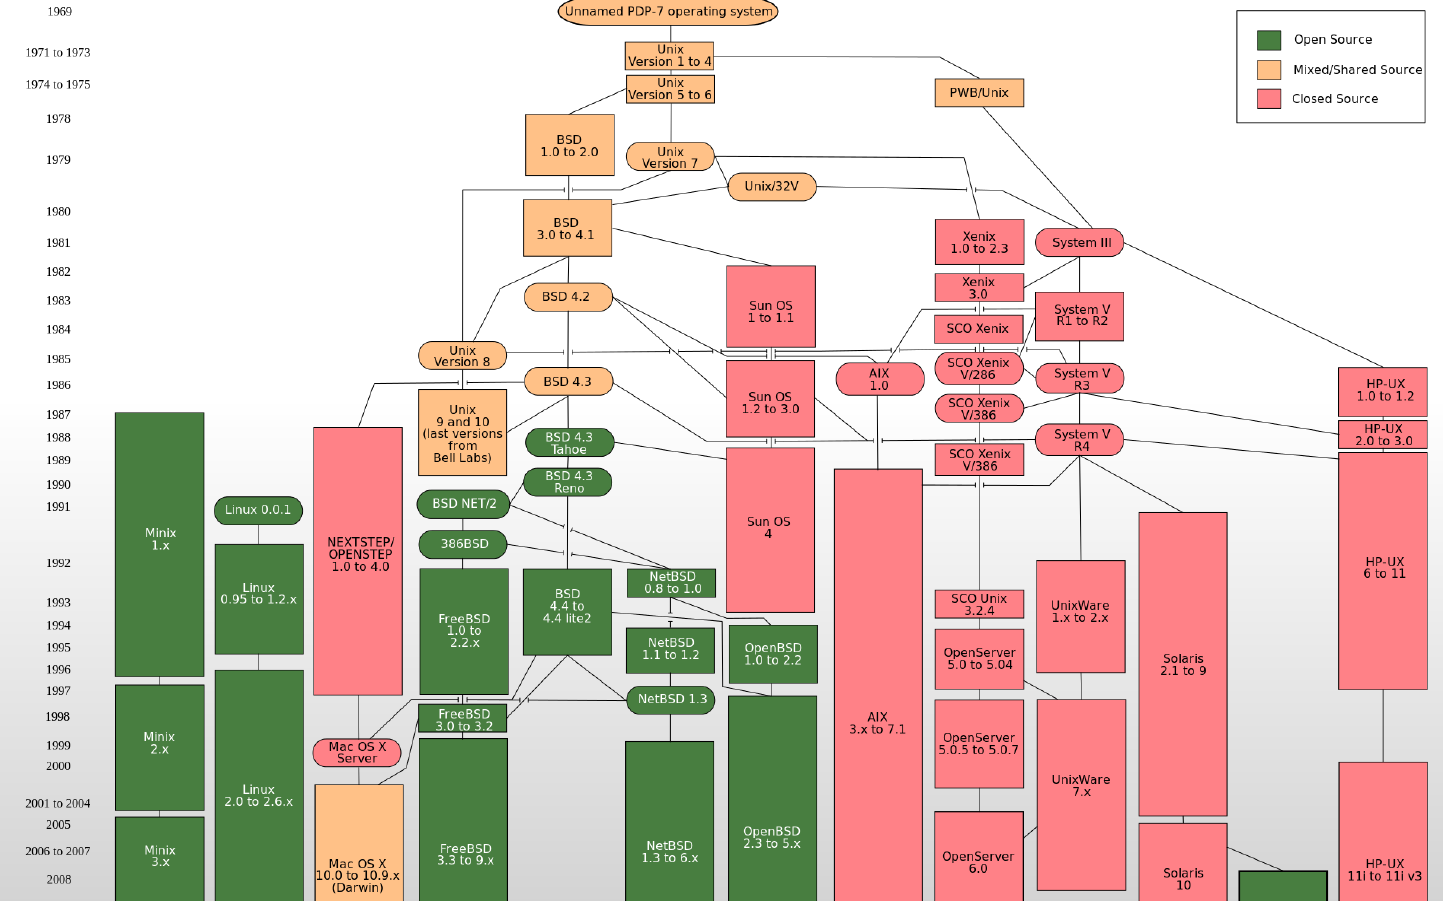 1969
Unnamed PDP-7 operating system
Open Source
Mixed/Shared Source
Closed Source
1971 to 1973
Unix
Version 1 to 4
1974 to 1975
Unix
Version 5 to 6
PWB/Unix
1978
BSD
1.0 to 2.0
1979
Unix
Version 7
Unix/32V
1980
BSD
3.0 to 4.1
1981
Xenix
1.0 to 2.3
System III
1982
Xenix
3.0
1983
BSD 4.2
Sun OS
1 to 1.1
System V
R1 to R2
1984
SCO Xenix
1985
Unix
Version 8
SCO Xenix
V/286
AIX
1.0
System V
R3
1986
BSD 4.3
HP-UX
1.0 to 1.2
Sun OS
1.2 to 3.0
SCO Xenix
V/386
1987
Unix
9 and 10
(last versions
from
Bell Labs)
1988
BSD 4.3
Tahoe
System V
R4
HP-UX
2.0 to 3.0
1989
SCO Xenix
V/386
1990
BSD 4.3
Reno
1991
BSD NET/2
Linux 0.0.1
Minix
1.x
NEXTSTEP/
OPENSTEP
1.0 to 4.0
386BSD
Sun OS
4
1992
HP-UX
6 to 11
NetBSD
0.8 to 1.0
Linux
0.95 to 1.2.x
1993
BSD
4.4 to
4.4 lite2
SCO Unix
3.2.4
UnixWare
1.x to 2.x
1994
FreeBSD
1.0 to
2.2.x
1995
NetBSD
1.1 to 1.2
OpenBSD
1.0 to 2.2
OpenServer
5.0 to 5.04
Solaris
2.1 to 9
1996
1997
NetBSD 1.3
1998
FreeBSD
3.0 to 3.2
AIX
3.x to 7.1
1999
Minix
2.x
Mac OS X
Server
OpenServer
5.0.5 to 5.0.7
2000
UnixWare
7.x
Linux
2.0 to 2.6.x
2001 to 2004
2005
OpenBSD
2.3 to 5.x
2006 to 2007
Minix
3.x
FreeBSD
3.3 to 9.x
NetBSD
1.3 to 6.x
OpenServer
6.0
2008
Mac OS X
10.0 to 10.9.x
(Darwin)
Solaris
10
HP-UX
11i to 11i v3